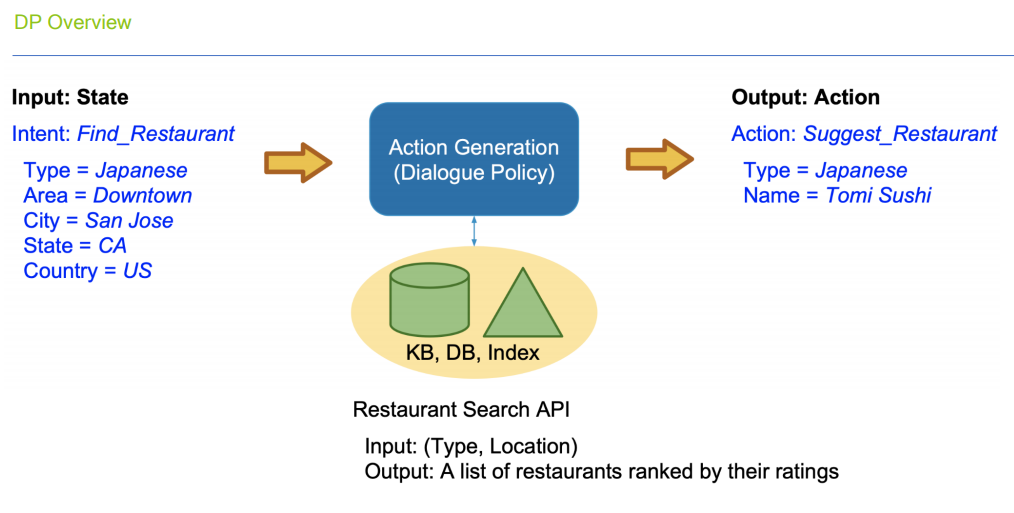 DP Overview
Input: State
Intent: Find_Restaurant
Type = Japanese
Area = Downtown
City = San Jose
State = CA
Country = US
Action Generation
(Dialogue Policy)
KB, DB, Index
Restaurant Search API
Input: (Type, Location)
Output: A list of restaurants ranked by their ratings
Output: Action
Action: Suggest_Restaurant
Type = Japanese
Name = Tomi Sushi